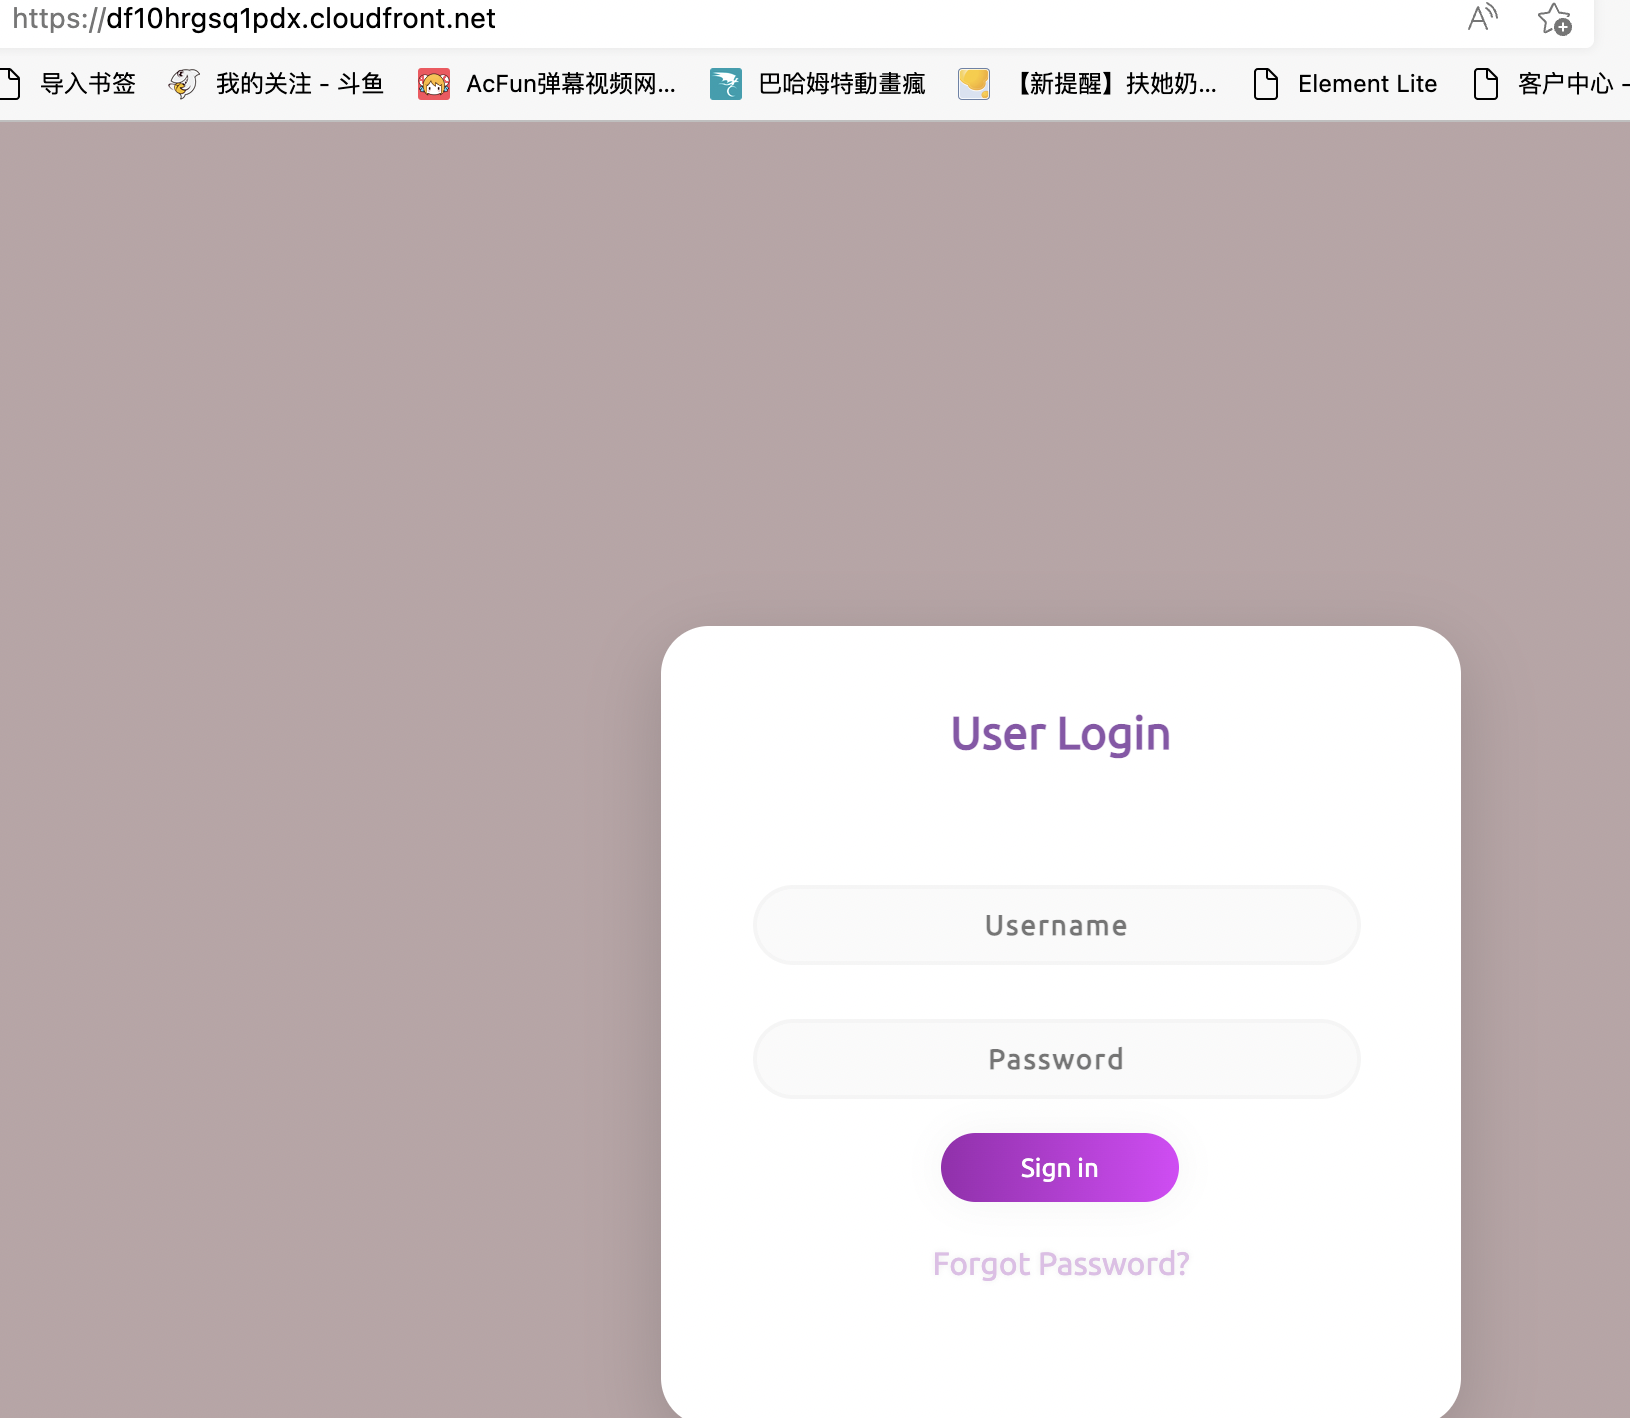 https://df10hrgsq1pdx.cloudfront.net
导入书签 我的关注 - 斗鱼 AcFun弹幕视频网... 巴哈姆特動畫瘋 【新提醒】扶她奶... Element Lite 客户中心 -
User Login
Username
Password
Sign in
Forgot Password?